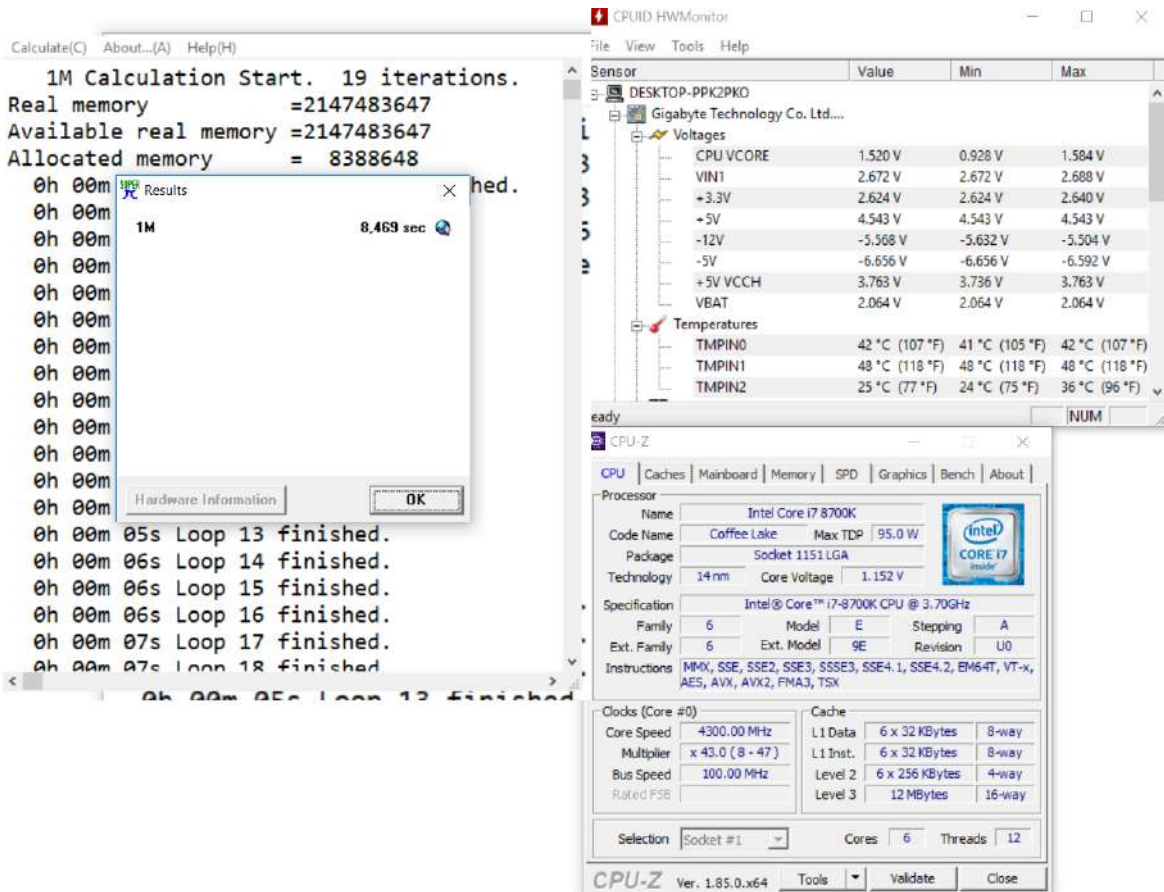 Calculate(C) About...(A) Help(H)
1M Calculation Start. 19 iterations.
Real memory =2147483647
Available real memory =2147483647
Allocated memory = 8388648
0h 00m hed.
0h 00m
0h 00m
0h 00m
0h 00m
0h 00m
0h 00m
0h 00m
0h 00m
0h 00m
0h 00m
0h 00m
0h 00m
0h 00m 05s Loop 13 finished.
0h 00m 06s Loop 14 finished.
0h 00m 06s Loop 15 finished.
0h 00m 06s Loop 16 finished.
0h 00m 07s Loop 17 finished.
0h 00m 07s Loop 18 finished
0h 00m 05s Loop 13 finished
Results
1M 8,469 sec
Hardware Information OK
CPUID HWMonitor
File View Tools Help
Sensor Value Min Max
DESKTOP-PPK2PKO
Gigabyte Technology Co. Ltd....
Voltages
CPU VCORE 1.520 V 0.928 V 1.584 V
VIN1 2.672 V 2.672 V 2.688 V
+3.3V 2.624 V 2.624 V 2.640 V
+5V 4.543 V 4.543 V 4.543 V
-12V -5.568 V -5.632 V -5.504 V
-5V -6.656 V -6.656 V -6.592 V
+5V VCCH 3.763 V 3.736 V 3.763 V
VBAT 2.064 V 2.064 V 2.064 V
Temperatures
TMPIN0 42 °C (107 °F) 41 °C (105 °F) 42 °C (107 °F)
TMPIN1 48 °C (118 °F) 48 °C (118 °F) 48 °C (118 °F)
TMPIN2 25 °C (77 °F) 24 °C (75 °F) 36 °C (96 °F)
eady NUM
CPU-Z
CPU Caches Mainboard Memory SPD Graphics Bench About
Processor
Name Intel Core i7 8700K
Code Name Coffee Lake Max TDP 95.0 W
Package Socket 1151 LGA
Technology 14 nm Core Voltage 1.152 V
intel
CORE i7
inside
Specification Intel® Core™ i7-8700K CPU @ 3.70GHz
Family 6 Model E Stepping A
Ext. Family 6 Ext. Model 9E Revision U0
Instructions MMX, SSE, SSE2, SSE3, SSSE3, SSE4.1, SSE4.2, EM64T, VT-x,
AES, AVX, AVX2, FMA3, TSX
Clocks (Core #0)
Core Speed 4300.00 MHz
Multiplier x 43.0 ( 8 - 47 )
Bus Speed 100.00 MHz
Rated FSB
Cache
L1 Data 6 x 32 KBytes 8-way
L1 Inst. 6 x 32 KBytes 8-way
Level 2 6 x 256 KBytes 4-way
Level 3 12 MBytes 16-way
Selection Socket #1 Cores 6 Threads 12
CPU-Z Ver. 1.85.0.x64 Tools Validate Close